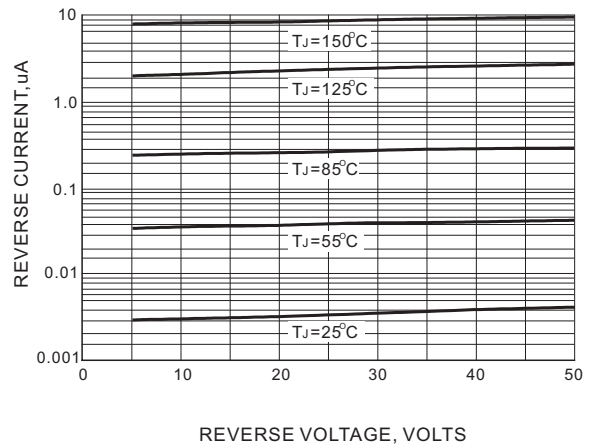 10
1.0
0.1
0.01
0.001
REVERSE CURRENT,uA
TJ=150°C
TJ=125°C
TJ=85°C
TJ=55°C
TJ=25°C
0 10 20 30 40 50
REVERSE VOLTAGE, VOLTS